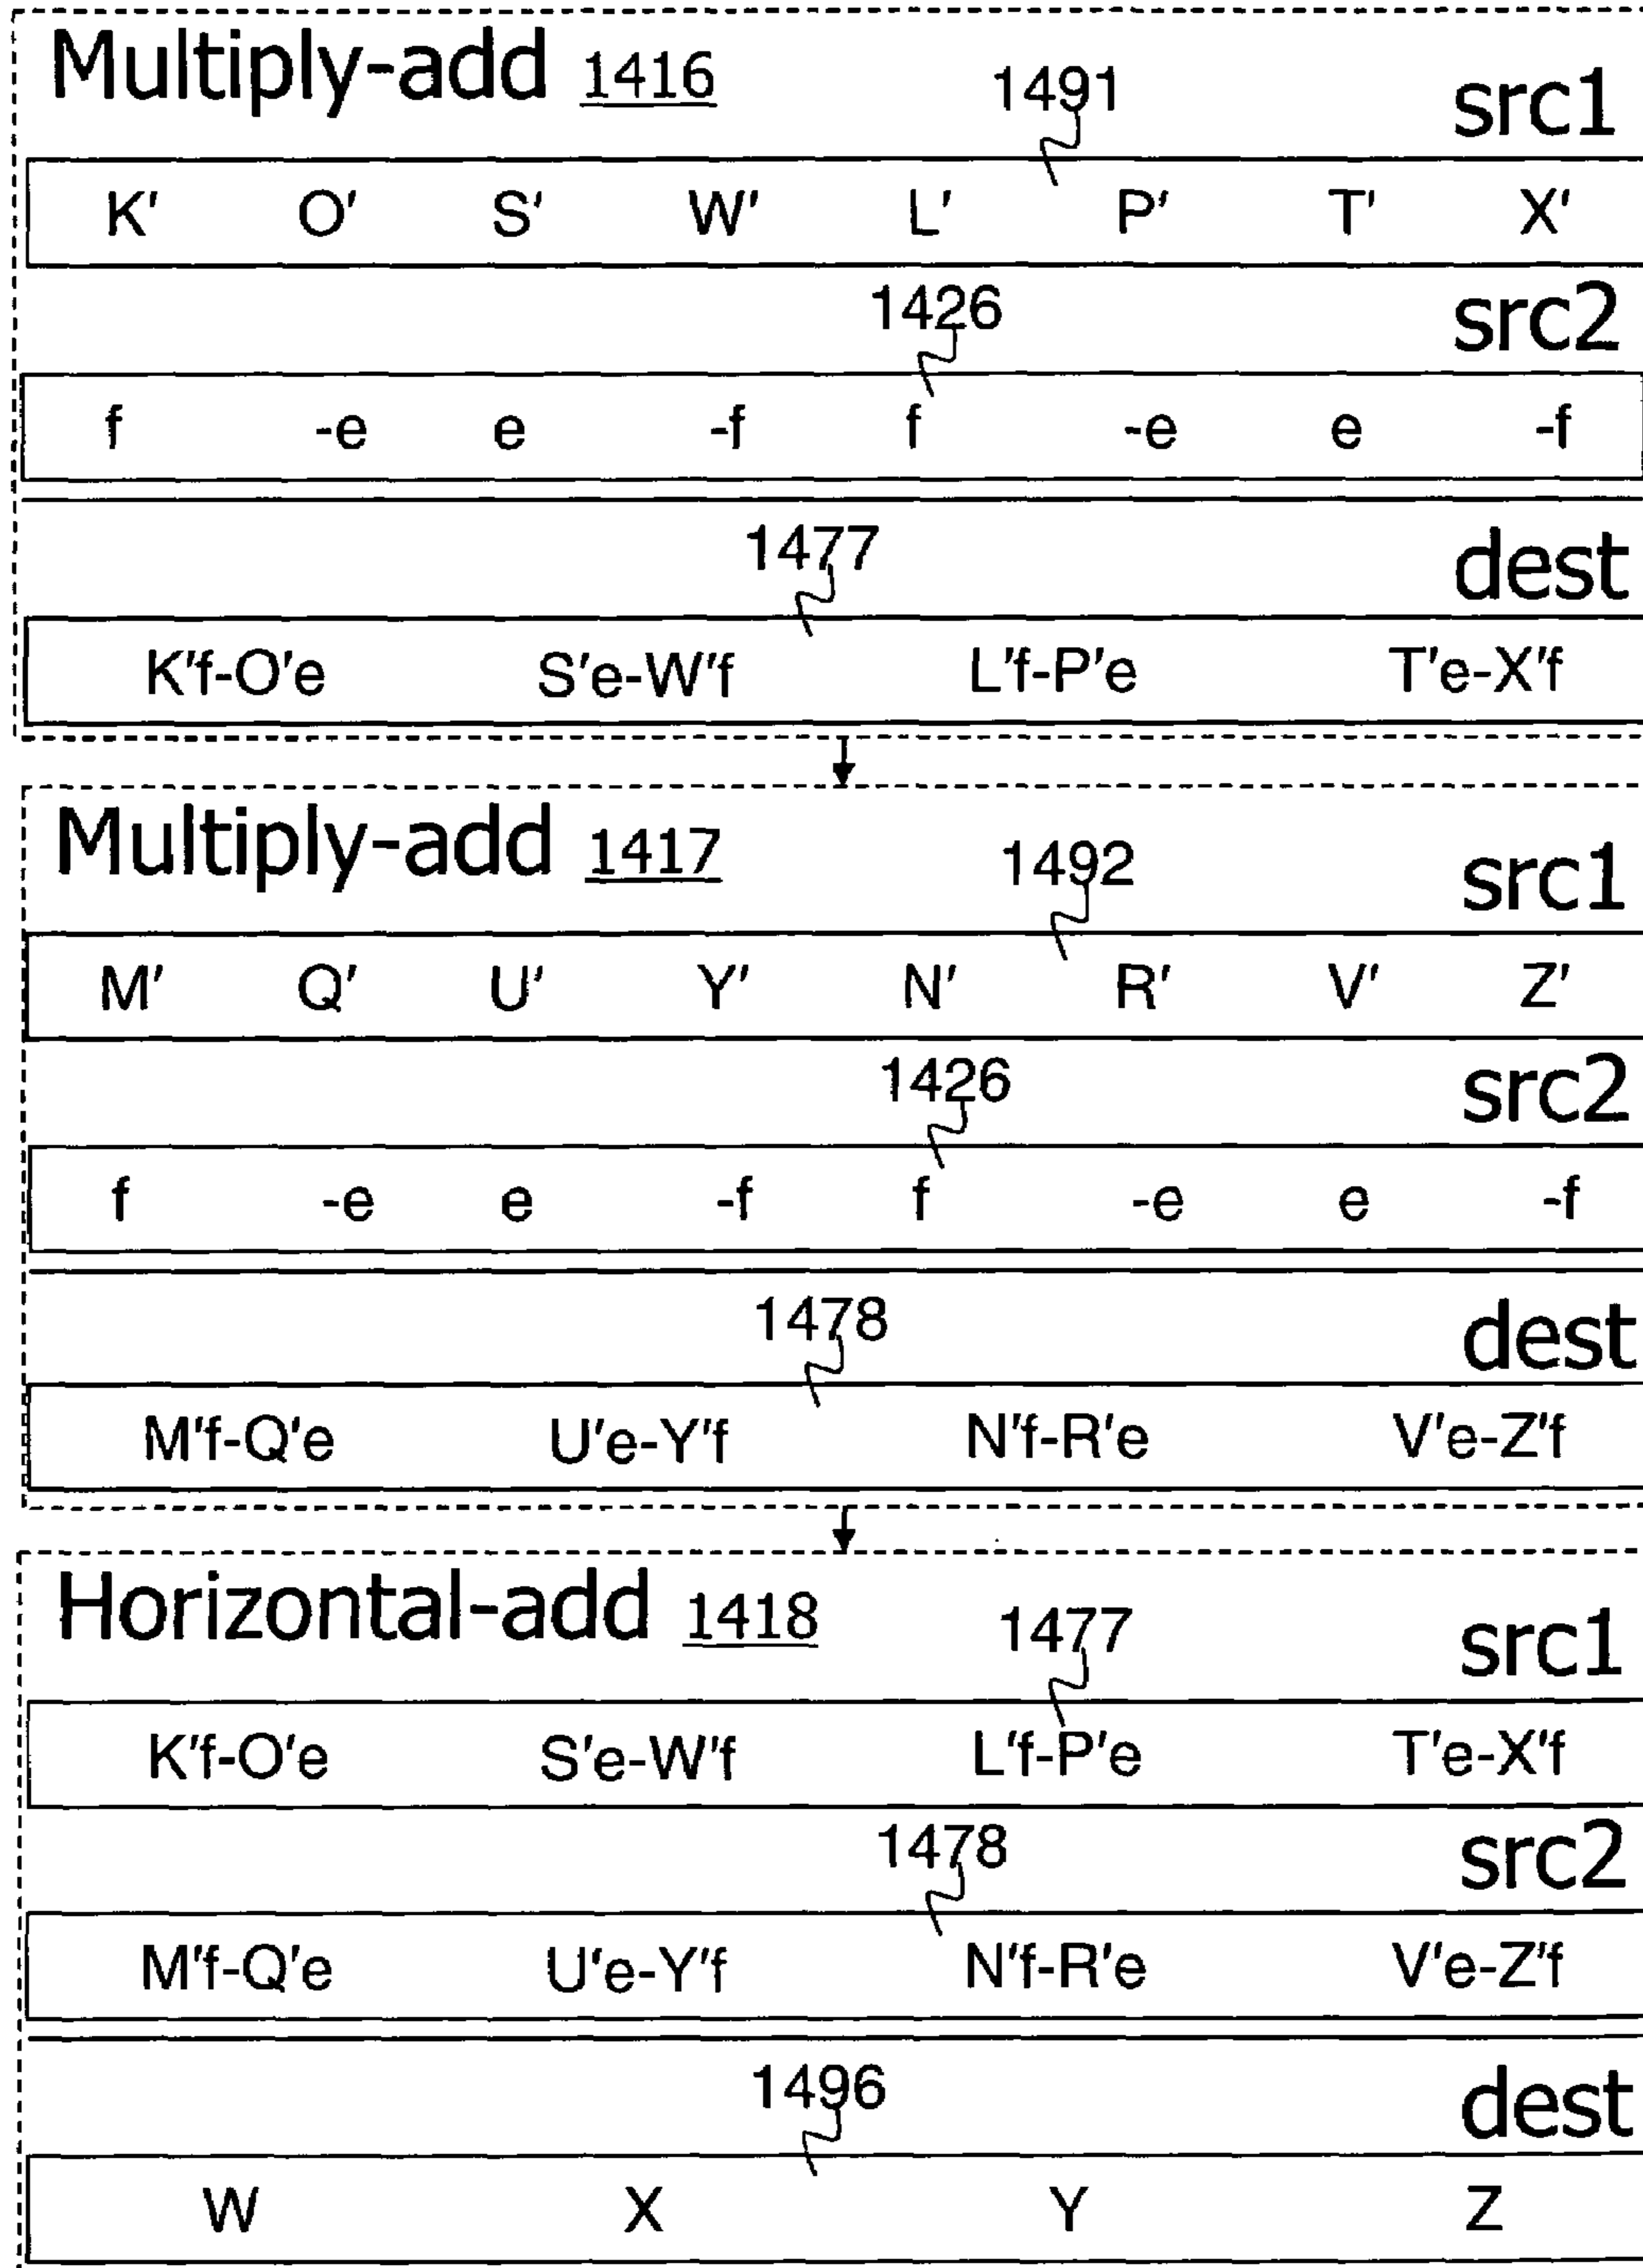 Multiply-add 1416 1491 src1
K' O' S' W' L' P' T' X'
1426 src2
f -e e -f f -e e -f
1477 dest
K'f-O'e S'e-W'f L'f-P'e T'e-X'f
Multiply-add 1417 1492 src1
M' Q' U' Y' N' R' V' Z'
1426 src2
f -e e -f f -e e -f
1478 dest
M'f-Q'e U'e-Y'f N'f-R'e V'e-Z'f
Horizontal-add 1418 1477 src1
K'f-O'e S'e-W'f L'f-P'e T'e-X'f
1478 src2
M'f-Q'e U'e-Y'f N'f-R'e V'e-Z'f
1496 dest
W X Y Z